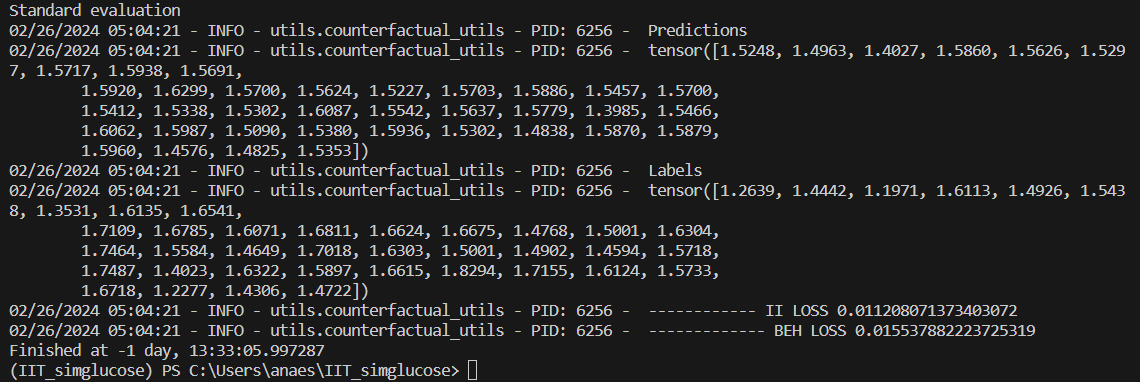 Standard evaluation
02/26/2024 05:04:21 - INFO - utils.counterfactual_utils - PID: 6256 -  Predictions
02/26/2024 05:04:21 - INFO - utils.counterfactual_utils - PID: 6256 -  tensor([1.5248, 1.4963, 1.4027, 1.5860, 1.5626, 1.529
7, 1.5717, 1.5938, 1.5691,
        1.5920, 1.6299, 1.5700, 1.5624, 1.5227, 1.5703, 1.5886, 1.5457, 1.5700,
        1.5412, 1.5338, 1.5302, 1.6087, 1.5542, 1.5637, 1.5779, 1.3985, 1.5466,
        1.6062, 1.5987, 1.5090, 1.5380, 1.5936, 1.5302, 1.4838, 1.5870, 1.5879,
        1.5960, 1.4576, 1.4825, 1.5353])
02/26/2024 05:04:21 - INFO - utils.counterfactual_utils - PID: 6256 -  Labels
02/26/2024 05:04:21 - INFO - utils.counterfactual_utils - PID: 6256 -  tensor([1.2639, 1.4442, 1.1971, 1.6113, 1.4926, 1.543
8, 1.3531, 1.6135, 1.6541,
        1.7109, 1.6785, 1.6071, 1.6811, 1.6624, 1.6675, 1.4768, 1.5001, 1.6304,
        1.7464, 1.5584, 1.4649, 1.7018, 1.6303, 1.5001, 1.4902, 1.4594, 1.5718,
        1.7487, 1.4023, 1.6322, 1.5897, 1.6615, 1.8294, 1.7155, 1.6124, 1.5733,
        1.6718, 1.2277, 1.4306, 1.4722])
02/26/2024 05:04:21 - INFO - utils.counterfactual_utils - PID: 6256 -  ------------ II LOSS 0.011208071373403072
02/26/2024 05:04:21 - INFO - utils.counterfactual_utils - PID: 6256 -  ------------- BEH LOSS 0.015537882223725319
Finished at -1 day, 13:33:05.997287
(IIT_simglucose) PS C:\Users\anaes\IIT_simglucose>